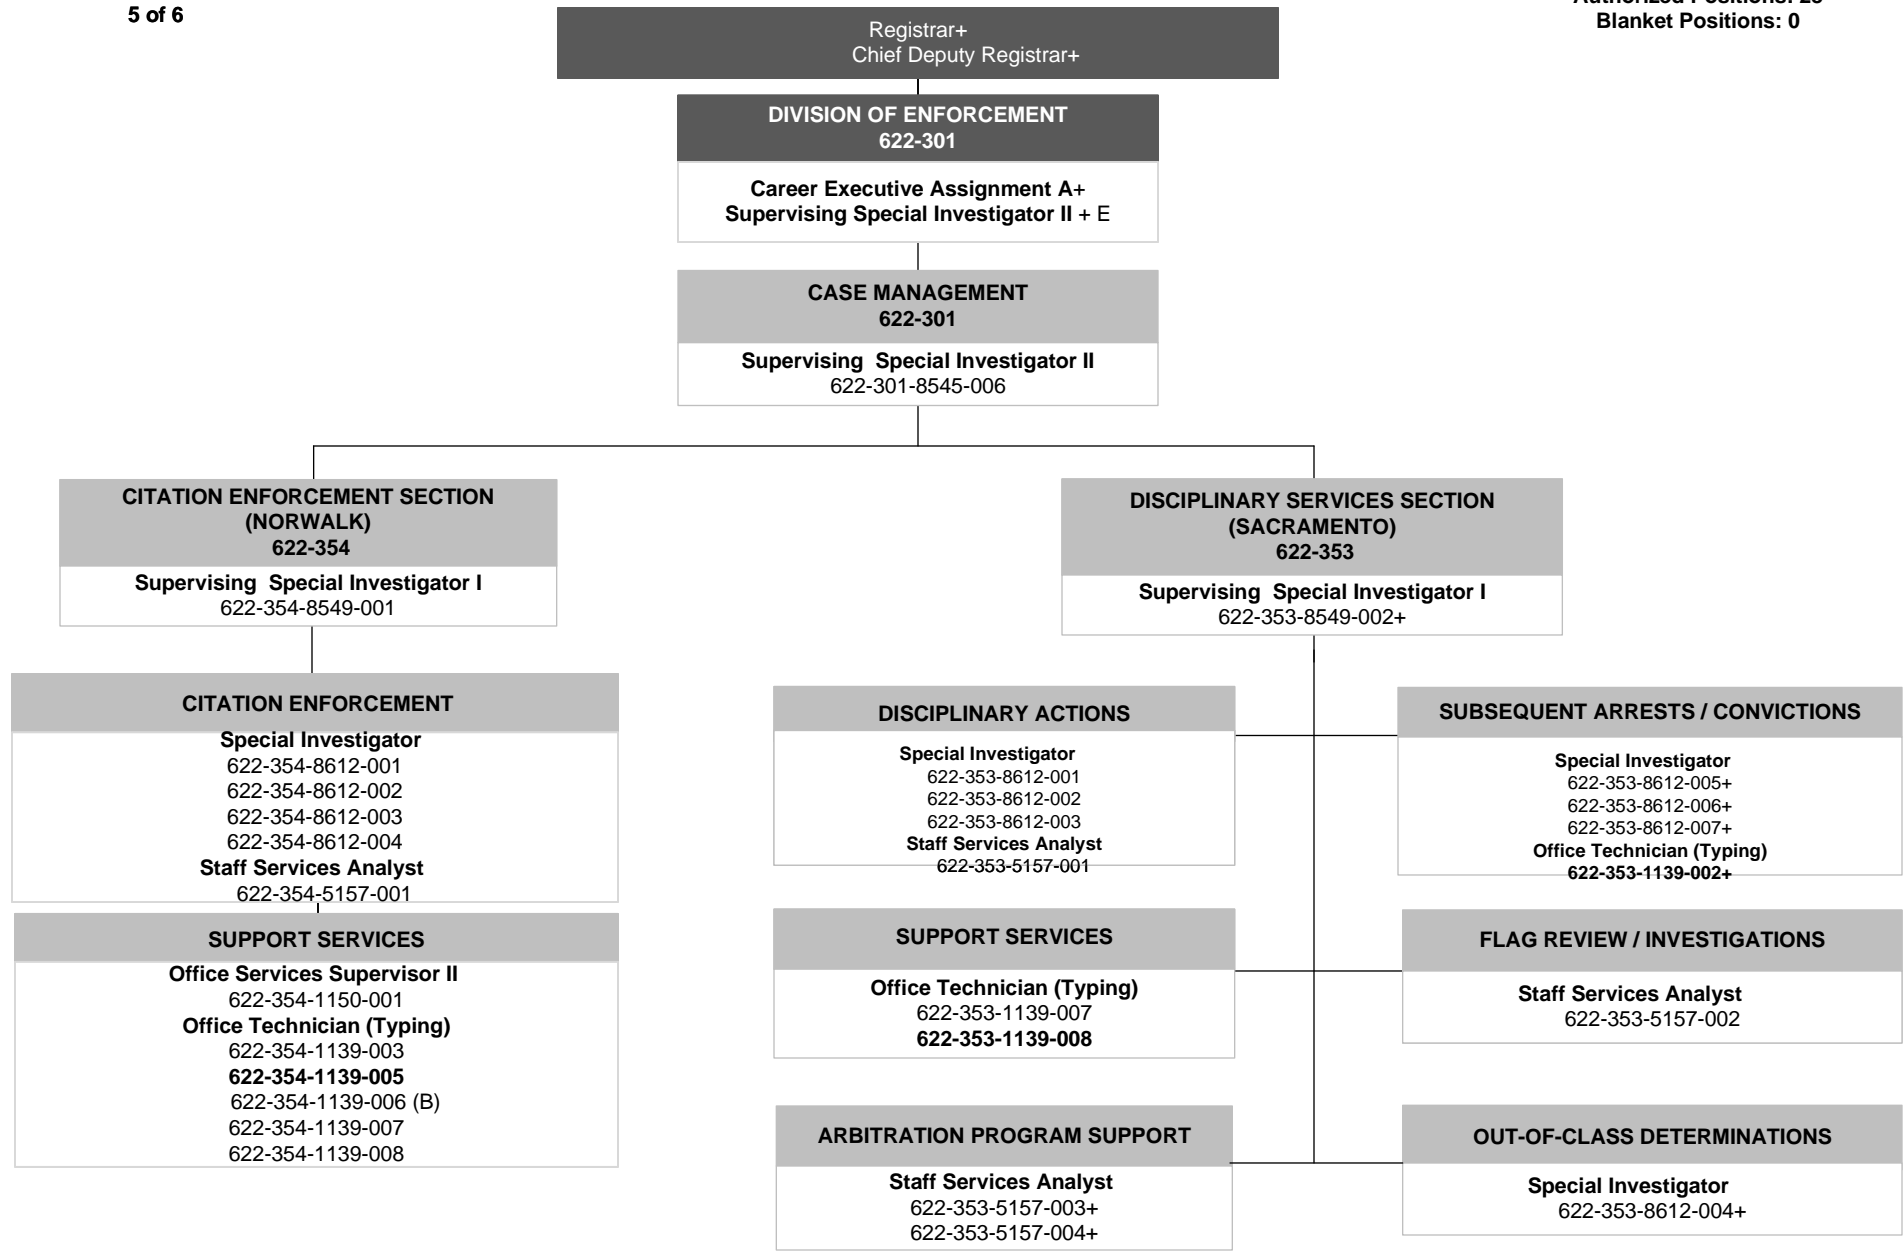 5 of 6
Blanket Positions: 0
Registrar+
Chief Deputy Registrar+
DIVISION OF ENFORCEMENT
622-301
Career Executive Assignment A+
Supervising Special Investigator II + E
CASE MANAGEMENT
622-301
Supervising Special Investigator II
622-301-8545-006
CITATION ENFORCEMENT SECTION
(NORWALK)
622-354
Supervising Special Investigator I
622-354-8549-001
CITATION ENFORCEMENT
Special Investigator
622-354-8612-001
622-354-8612-002
622-354-8612-003
622-354-8612-004
Staff Services Analyst
622-354-5157-001
SUPPORT SERVICES
Office Services Supervisor II
622-354-1150-001
Office Technician (Typing)
622-354-1139-003
622-354-1139-005
622-354-1139-006 (B)
622-354-1139-007
622-354-1139-008
DISCIPLINARY SERVICES SECTION
(SACRAMENTO)
622-353
Supervising Special Investigator I
622-353-8549-002+
DISCIPLINARY ACTIONS
Special Investigator
622-353-8612-001
622-353-8612-002
622-353-8612-003
Staff Services Analyst
622-353-5157-001
SUBSEQUENT ARRESTS / CONVICTIONS
Special Investigator
622-353-8612-005+
622-353-8612-006+
622-353-8612-007+
Office Technician (Typing)
622-353-1139-002+
SUPPORT SERVICES
Office Technician (Typing)
622-353-1139-007
622-353-1139-008
FLAG REVIEW / INVESTIGATIONS
Staff Services Analyst
622-353-5157-002
ARBITRATION PROGRAM SUPPORT
Staff Services Analyst
622-353-5157-003+
622-353-5157-004+
OUT-OF-CLASS DETERMINATIONS
Special Investigator
622-353-8612-004+